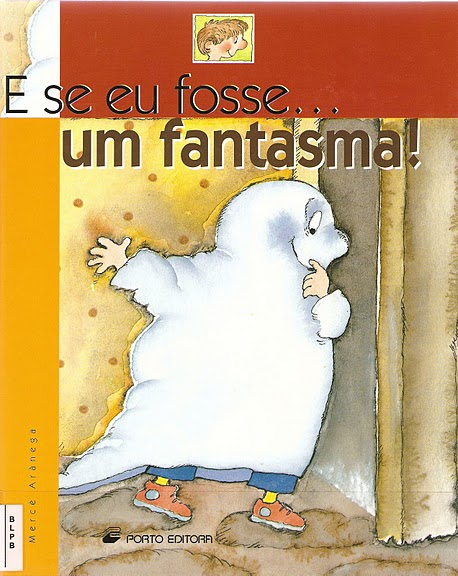 E se eu fosse...
um fantasma!
Mercè Arànega
BLPB
PORTO EDITORA